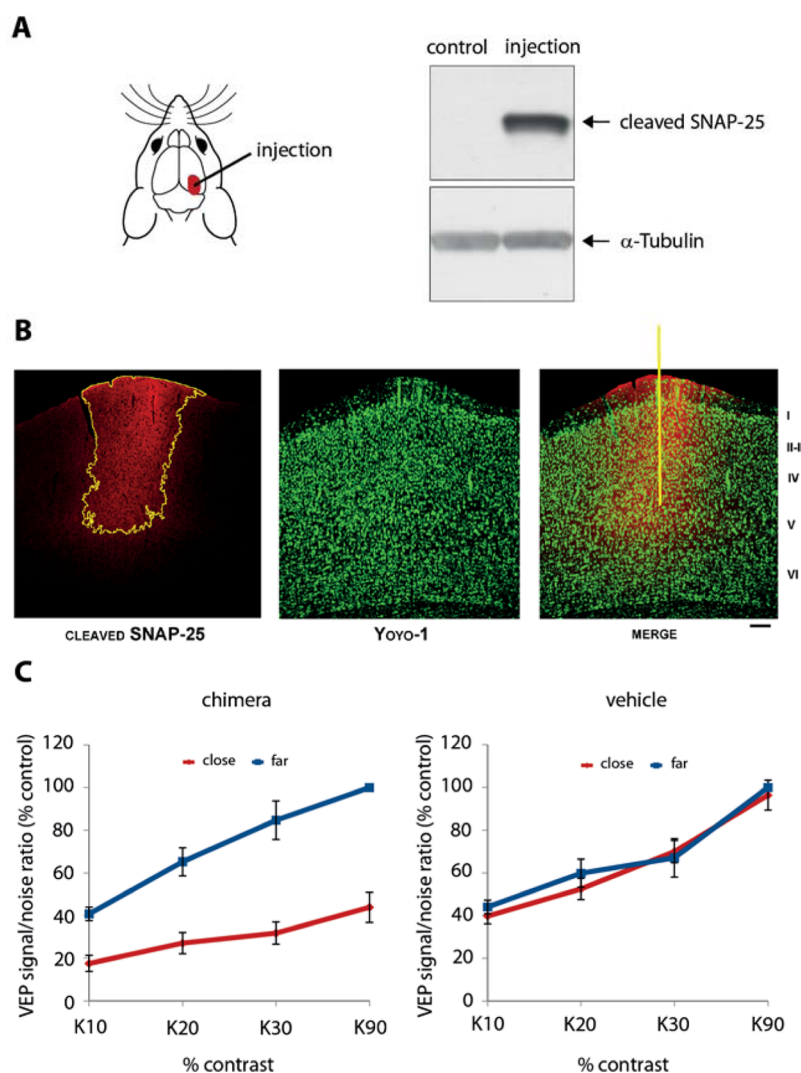 A
control injection
injection
cleaved SNAP-25
α-Tubulin
B
I
II-I
IV
V
VI
CLEAVED SNAP-25
YOYO-1
MERGE
C
chimera
VEP signal/noise ratio (% control)
120
100
80
60
40
20
0
close far
K10 K20 K30 K90
% contrast
vehicle
VEP signal/noise ratio (% control)
120
100
80
60
40
20
0
close far
K10 K20 K30 K90
% contrast